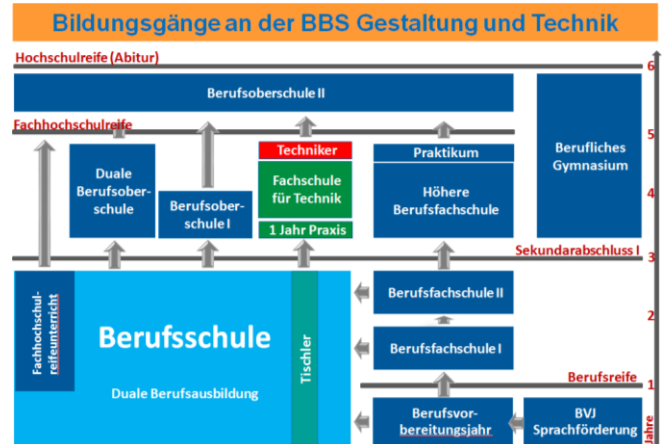 Bildungsgänge an der BBS Gestaltung und Technik
Hochschulreife (Abitur)
6
Berufsoberschule II
Fachhochschulreife
5
Duale
Berufsober-
schule
Berufsober-
schule I
Techniker
Fachschule
für Technik
1 Jahr Praxis
Praktikum
Höhere
Berufsfachschule
Berufliches
Gymnasium
4
Sekundarabschluss I
3
Fachhochschul-
reifeunterricht
Berufsschule
Duale Berufsausbildung
Tischler
Berufsfachschule II
2
Berufsfachschule I
Berufsreife
1
Berufsvor-
bereitungsjahr
BVJ
Sprachförderung
Jahre